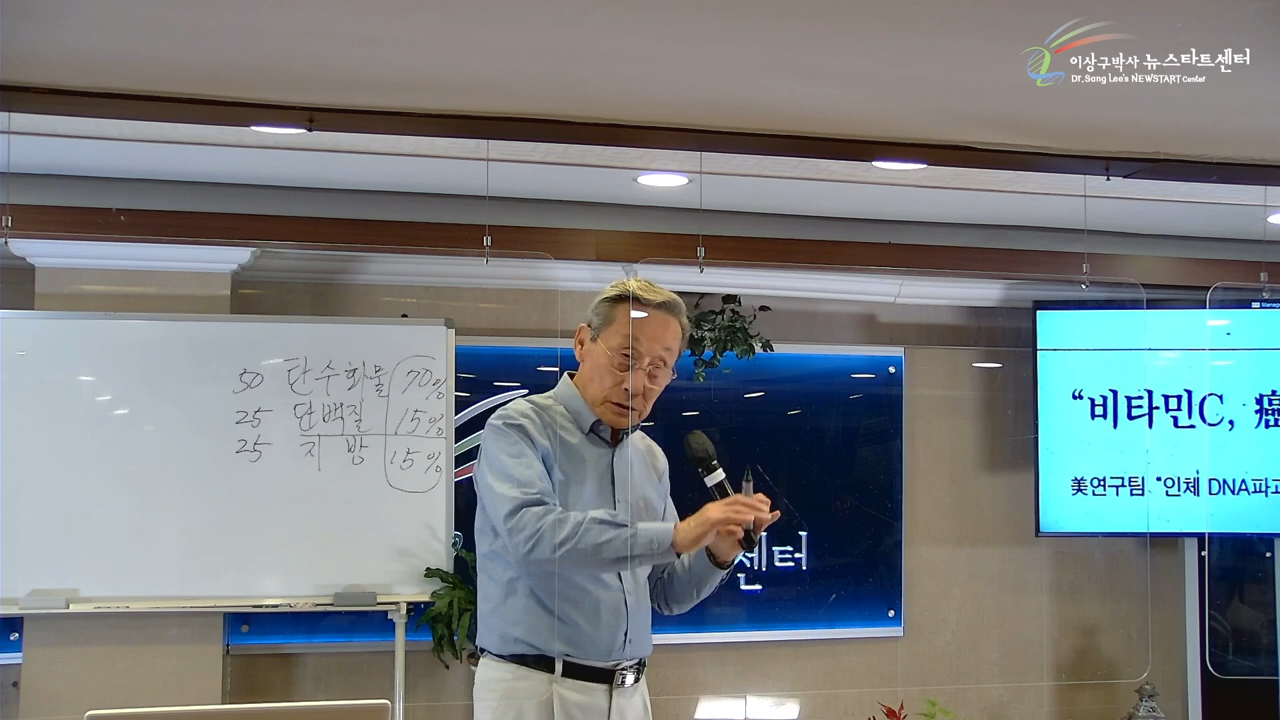 이상구박사 뉴스타트센터
Dr. Sang Lee's NEWSTART Center
50 단수화물 70%
25 단백질 15%
25 지방 15%
센터
"비타민C, 癌
美연구팀 "인체 DNA파고